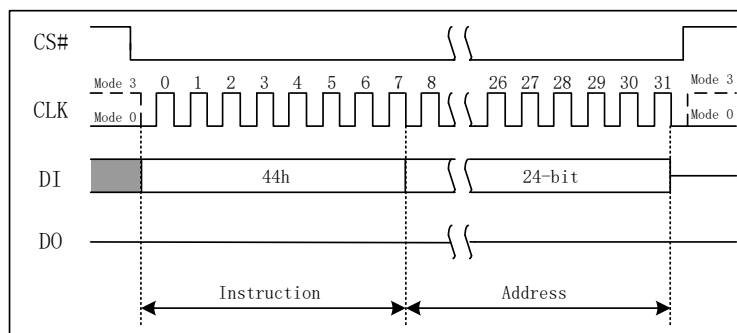 CS#
Mode 3 0 1 2 3 4 5 6 7 8 26 27 28 29 30 31 Mode 3
CLK
Mode 0 Mode 0
DI 44h 24-bit
DO
Instruction Address